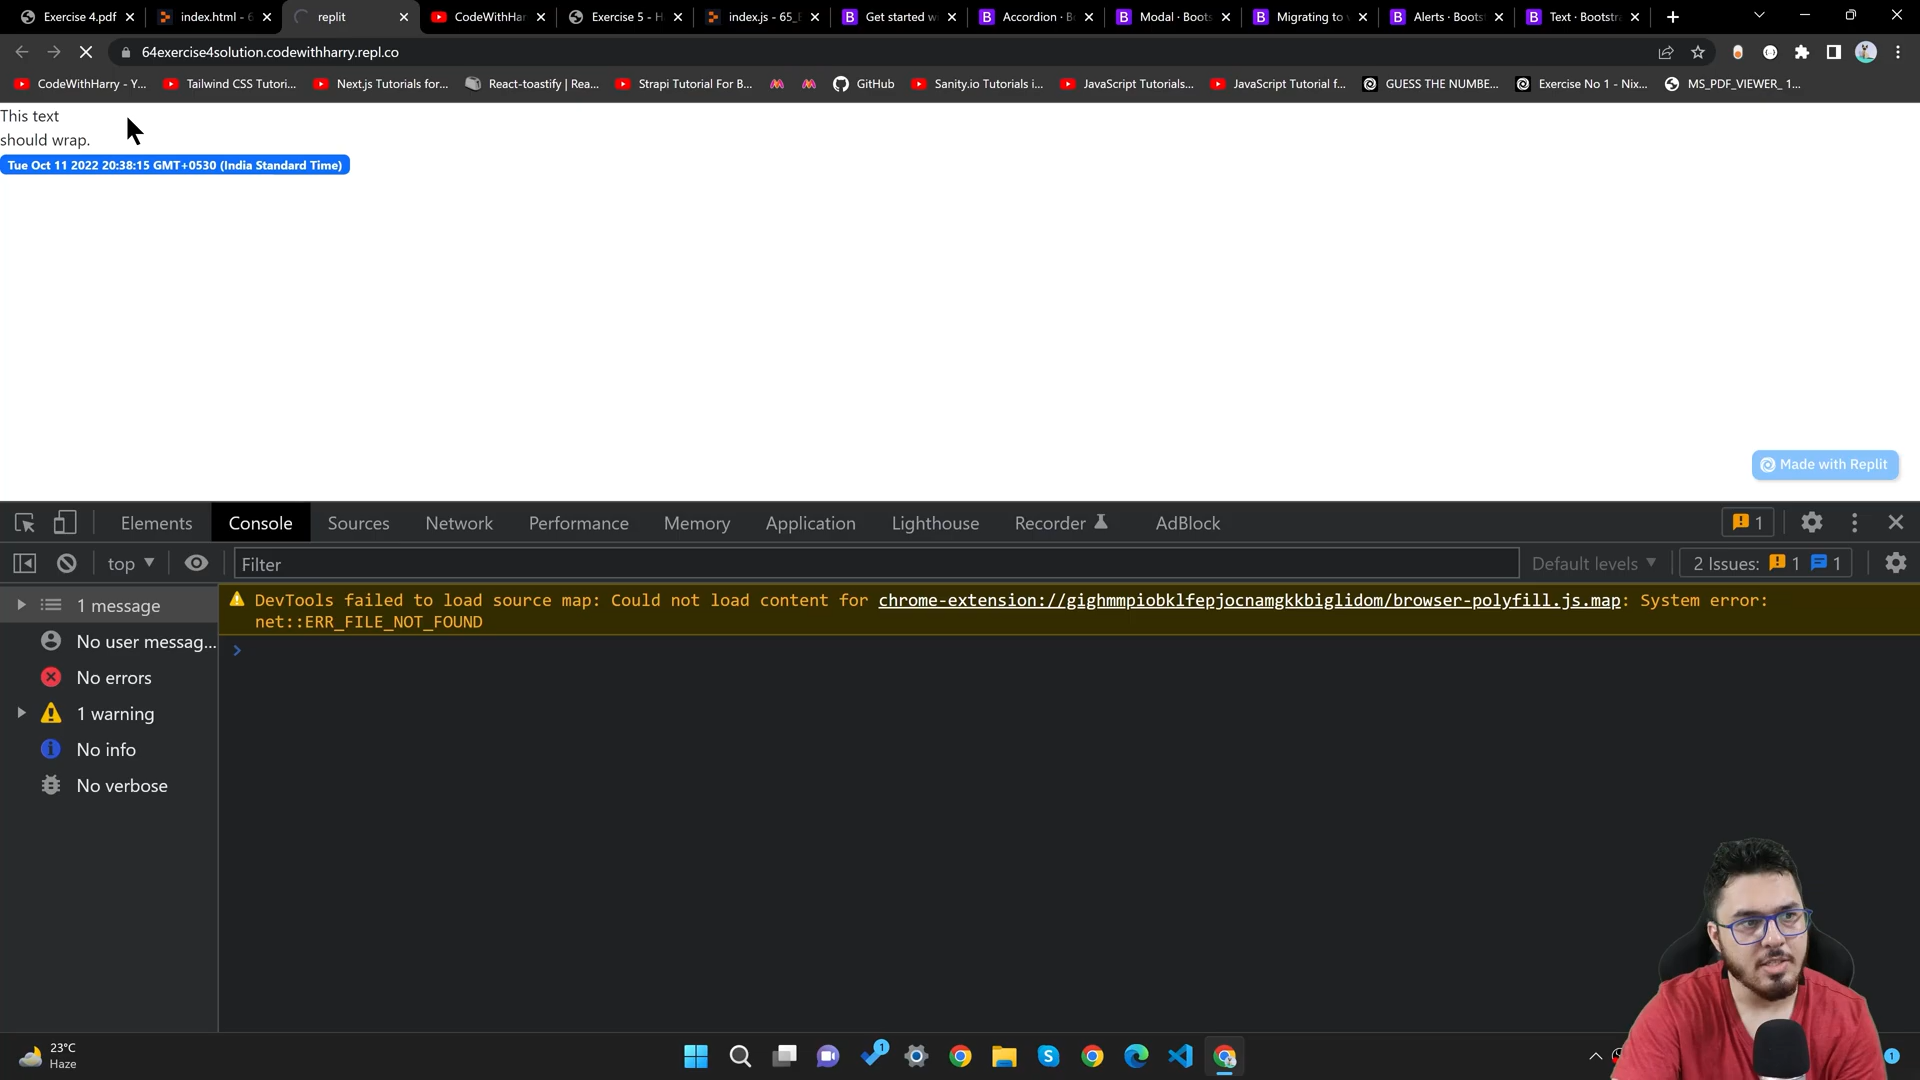 Exercise 4.pdf
index.html - 6
replit
CodeWithHar
Exercise 5 - H
index.js - 65_E
Get started w
Accordion · B
Modal · Boots
Migrating to v
Alerts · Boots
Text · Bootstra
64exercise4solution.codewithharry.repl.co
CodeWithHarry - Y...
Tailwind CSS Tutori...
Next.js Tutorials for...
React-toastify | Rea...
Strapi Tutorial For B...
GitHub
Sanity.io Tutorials i...
JavaScript Tutorials...
JavaScript Tutorial f...
GUESS THE NUMBE...
Exercise No 1 - Nix...
MS_PDF_VIEWER_ 1...
This text
should wrap.
Tue Oct 11 2022 20:38:15 GMT+0530 (India Standard Time)
Made with Replit
Elements
Console
Sources
Network
Performance
Memory
Application
Lighthouse
Recorder
AdBlock
1
top
Filter
Default levels
2 Issues: 1 1
1 message
No user messag...
No errors
1 warning
No info
No verbose
DevTools failed to load source map: Could not load content for chrome-extension://gighmmpiobklfepjocnamgkkbiglidom/browser-polyfill.js.map: System error:
net::ERR_FILE_NOT_FOUND
23°C
Haze
1
1